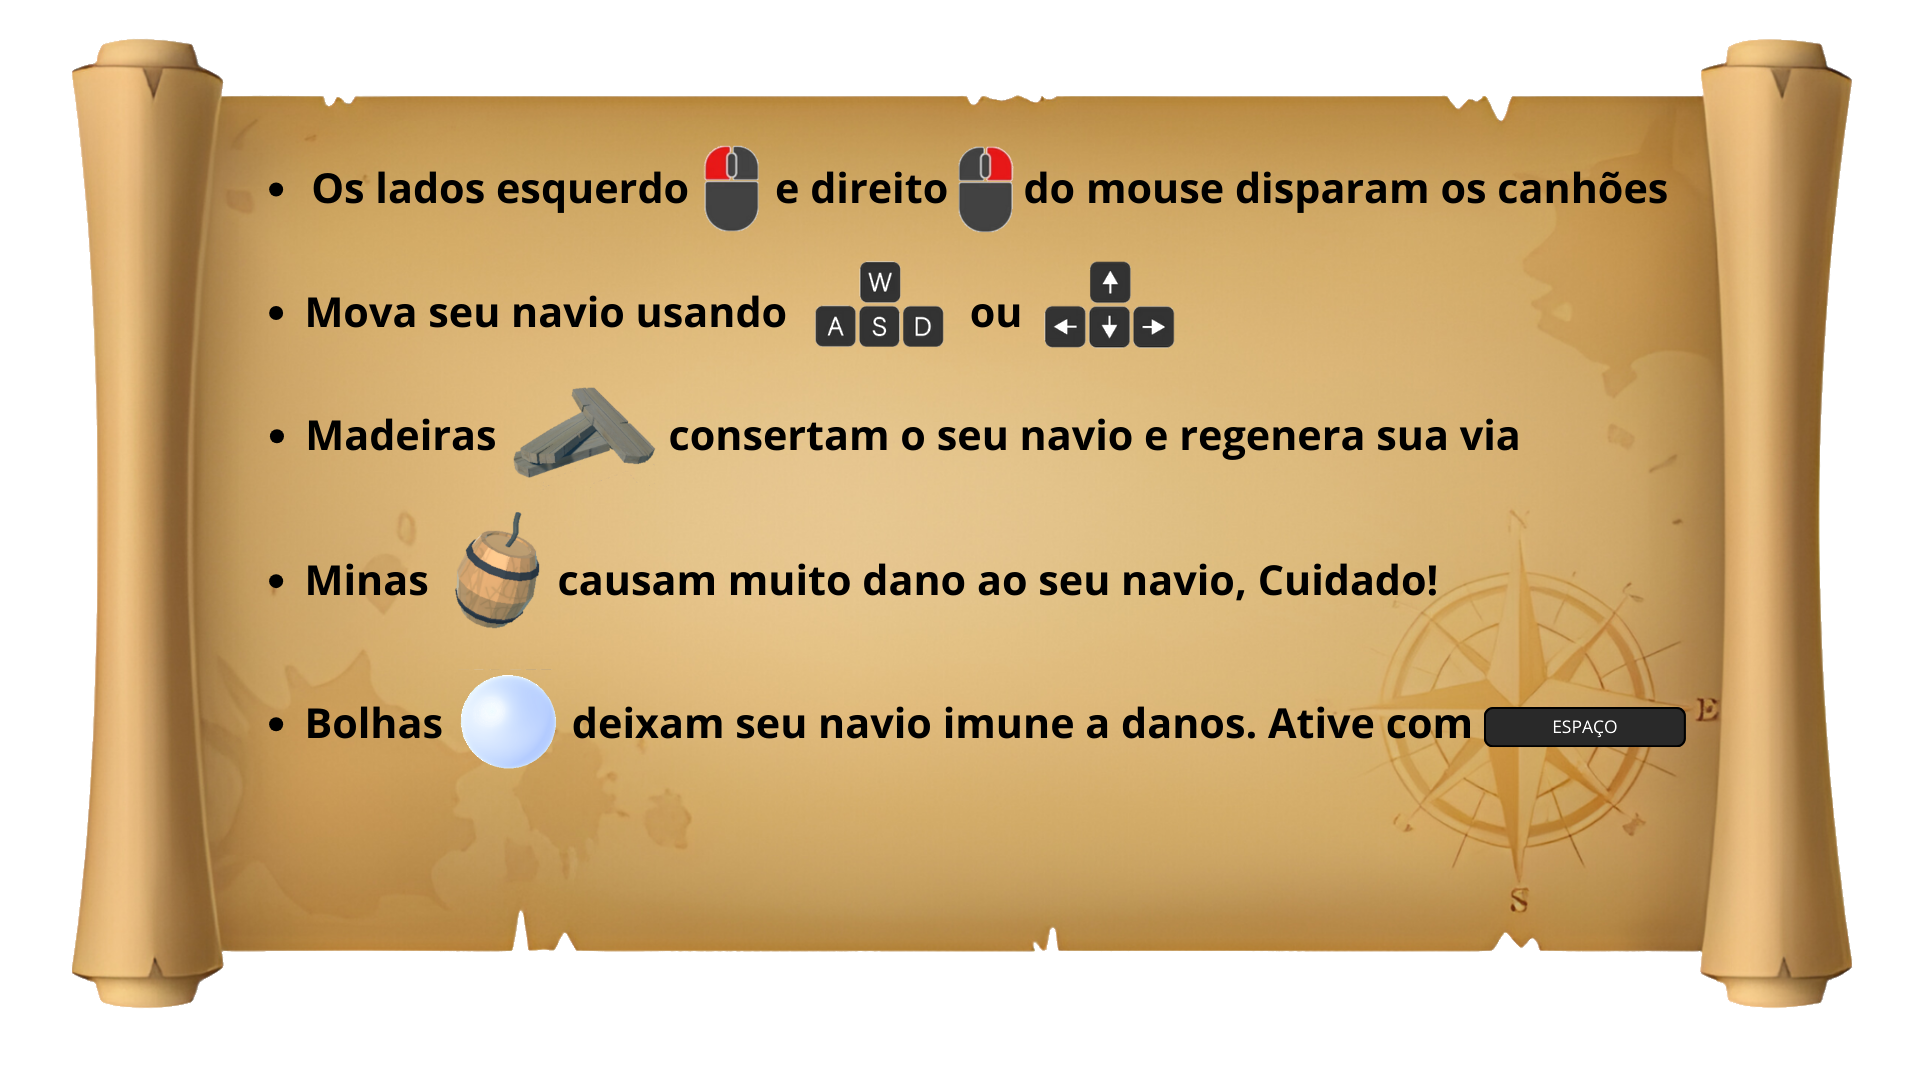 • Os lados esquerdo e direito do mouse disparam os canhões
• Mova seu navio usando W A S D ou ↑ ← ↓ →
• Madeiras consertam o seu navio e regenera sua via
• Minas causam muito dano ao seu navio, Cuidado!
• Bolhas deixam seu navio imune a danos. Ative com ESPAÇO
N
E
S